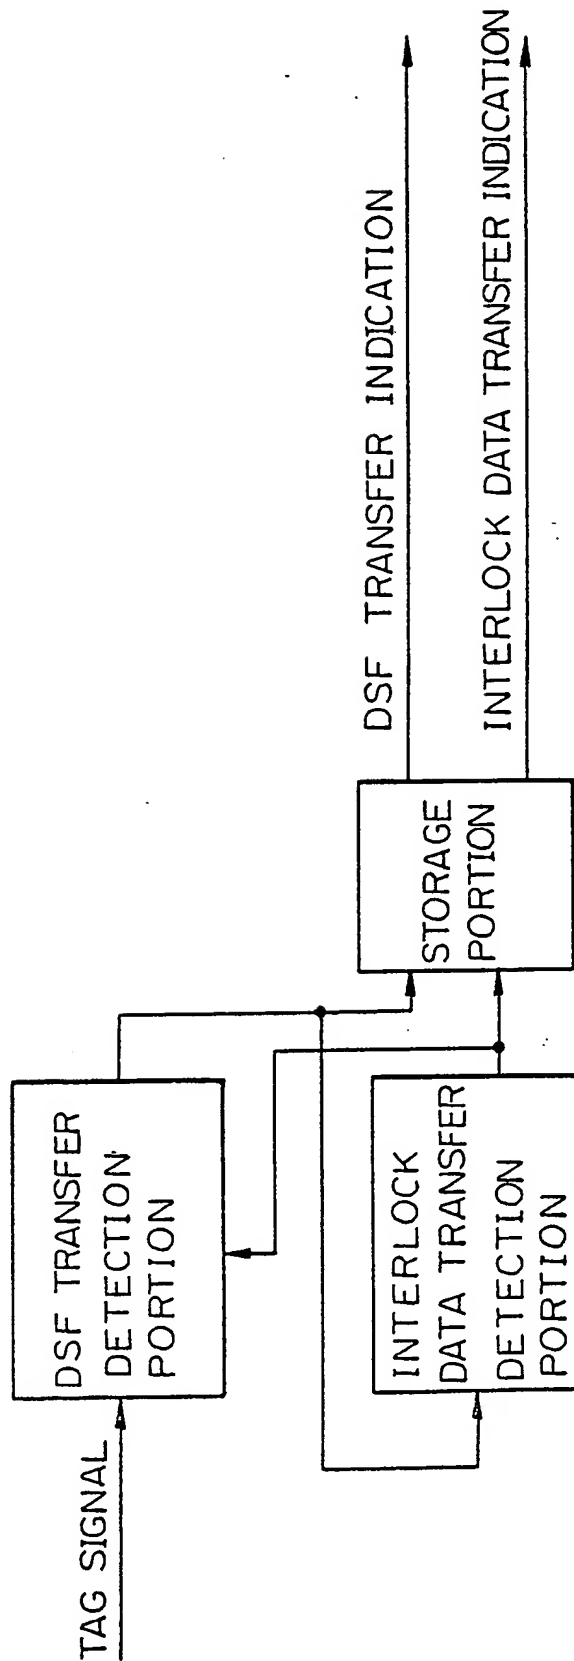 TAG SIGNAL
DSF TRANSFER
DETECTION
PORTION
INTERLOCK
DATA TRANSFER
DETECTION
PORTION
STORAGE
PORTION
DSF TRANSFER INDICATION
INTERLOCK DATA TRANSFER INDICATION